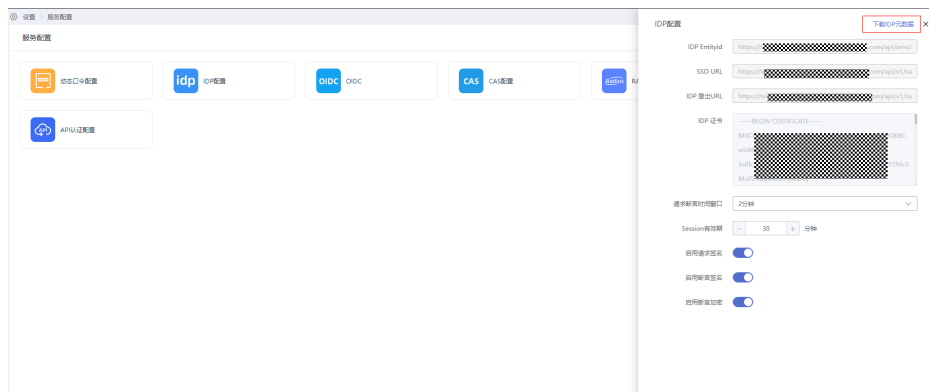 设置 > 服务配置
服务配置
动态口令配置
idp IDP配置
OIDC OIDC
CAS CAS配置
Radius
API认证配置
IDP配置
下载IDP元数据
IDP EntityId https:// .com/api/ams/
SSO URL https:// com/api/v1/sa
IDP 登出URL https:// om/api/v1/sa
IDP 证书 -----BEGIN CERTIFICATE-----
请求断言时间窗口 2分钟
Session有效期 － 30 + 分钟
启用请求签名
启用断言签名
启用断言加密